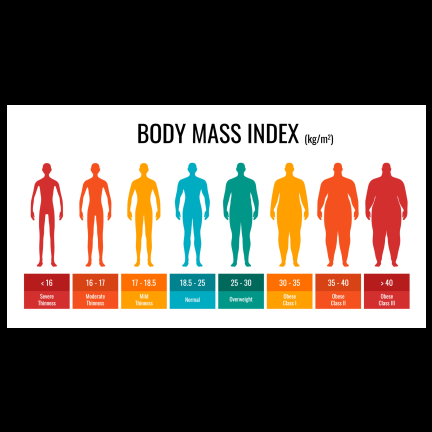 BODY MASS INDEX (kg/m²)
< 16 16 - 17 17 - 18.5 18.5 - 25 25 - 30 30 - 35 35 - 40 > 40
Severe Moderate Mild Normal Overweight Obese Obese Obese
Thinness Thinness Thinness Class I Class II Class III